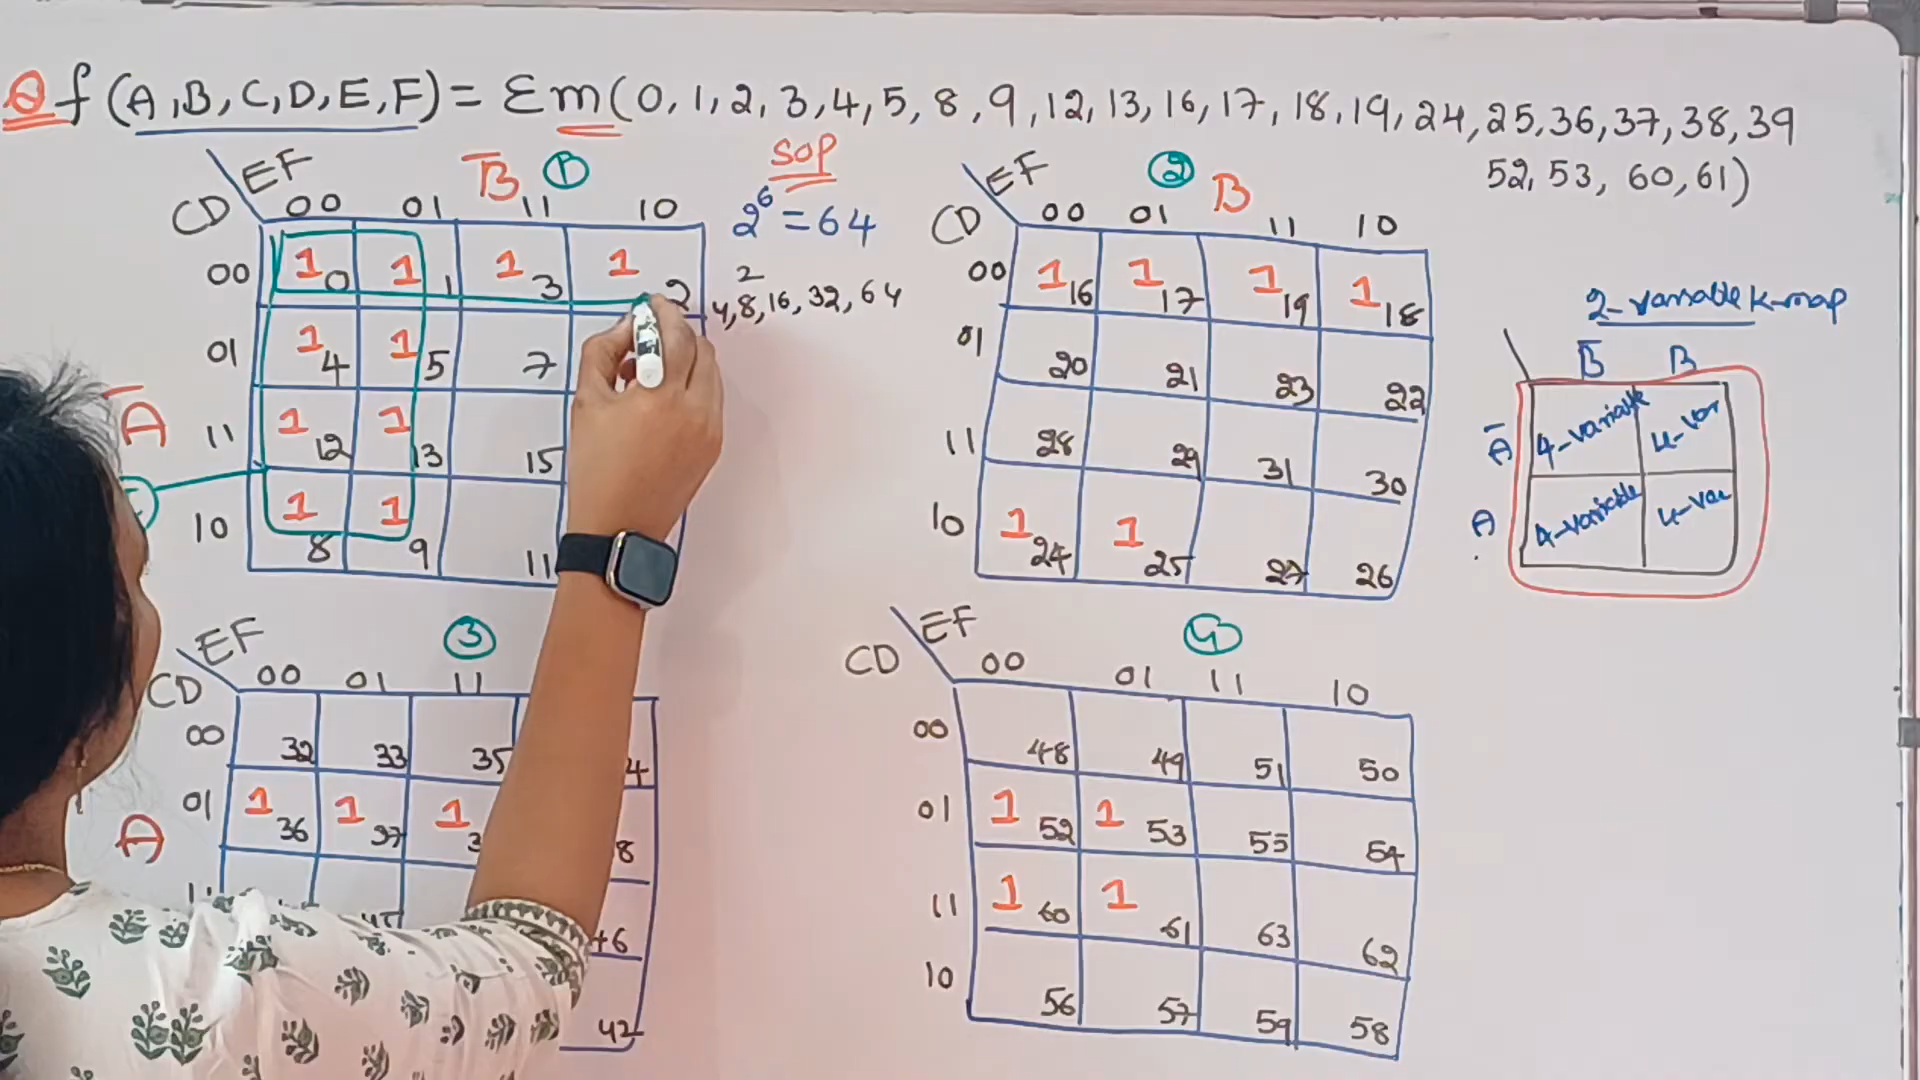 Q f(A,B,C,D,E,F) = Σm(0,1,2,3,4,5,8,9,12,13,16,17,18,19,24,25,36,37,38,39
52,53,60,61)
SOP
2⁶ = 64
2
4,8,16,32,64
EF B̅ ①
CD 00 01 11 10
00 1 0 1 1 1 3 1 2
01 1 4 1 5 7
A̅ 11 1 12 1 13 15
10 1 8 1 9 11
EF ② B
CD 00 01 11 10
00 1 16 1 17 1 19 1 18
01 20 21 23 22
11 28 29 31 30
10 1 24 1 25 27 26
2-variable K-map
B̅ B
A̅ 4-variable 4-var
A 4-variable 4-var
EF ③
CD 00 01 11
00 32 33 35 4
01 1 36 1 37 1 3 8
A
11 45 46
42
EF ④
CD 00 01 11 10
00 48 49 51 50
01 1 52 1 53 55 54
11 1 60 1 61 63 62
10 56 57 59 58